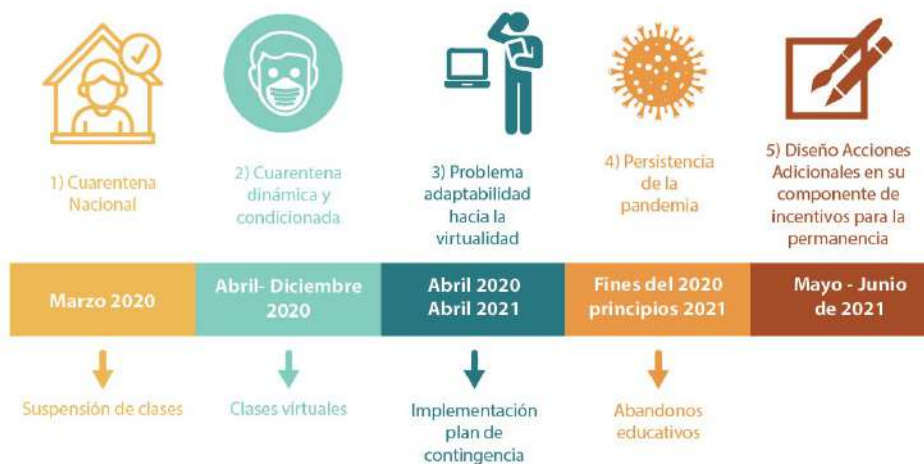 1) Cuarentena
Nacional
2) Cuarentena
dinámica y
condicionada
3) Problema
adaptabilidad
hacia la
virtualidad
4) Persistencia
de la
pandemia
5) Diseño Acciones
Adicionales en su
componente de
incentivos para la
permanencia
Marzo 2020
Abril- Diciembre
2020
Abril 2020
Abril 2021
Fines del 2020
principios 2021
Mayo - Junio
de 2021
Suspensión de clases
Clases virtuales
Implementación
plan de
contingencia
Abandonos
educativos